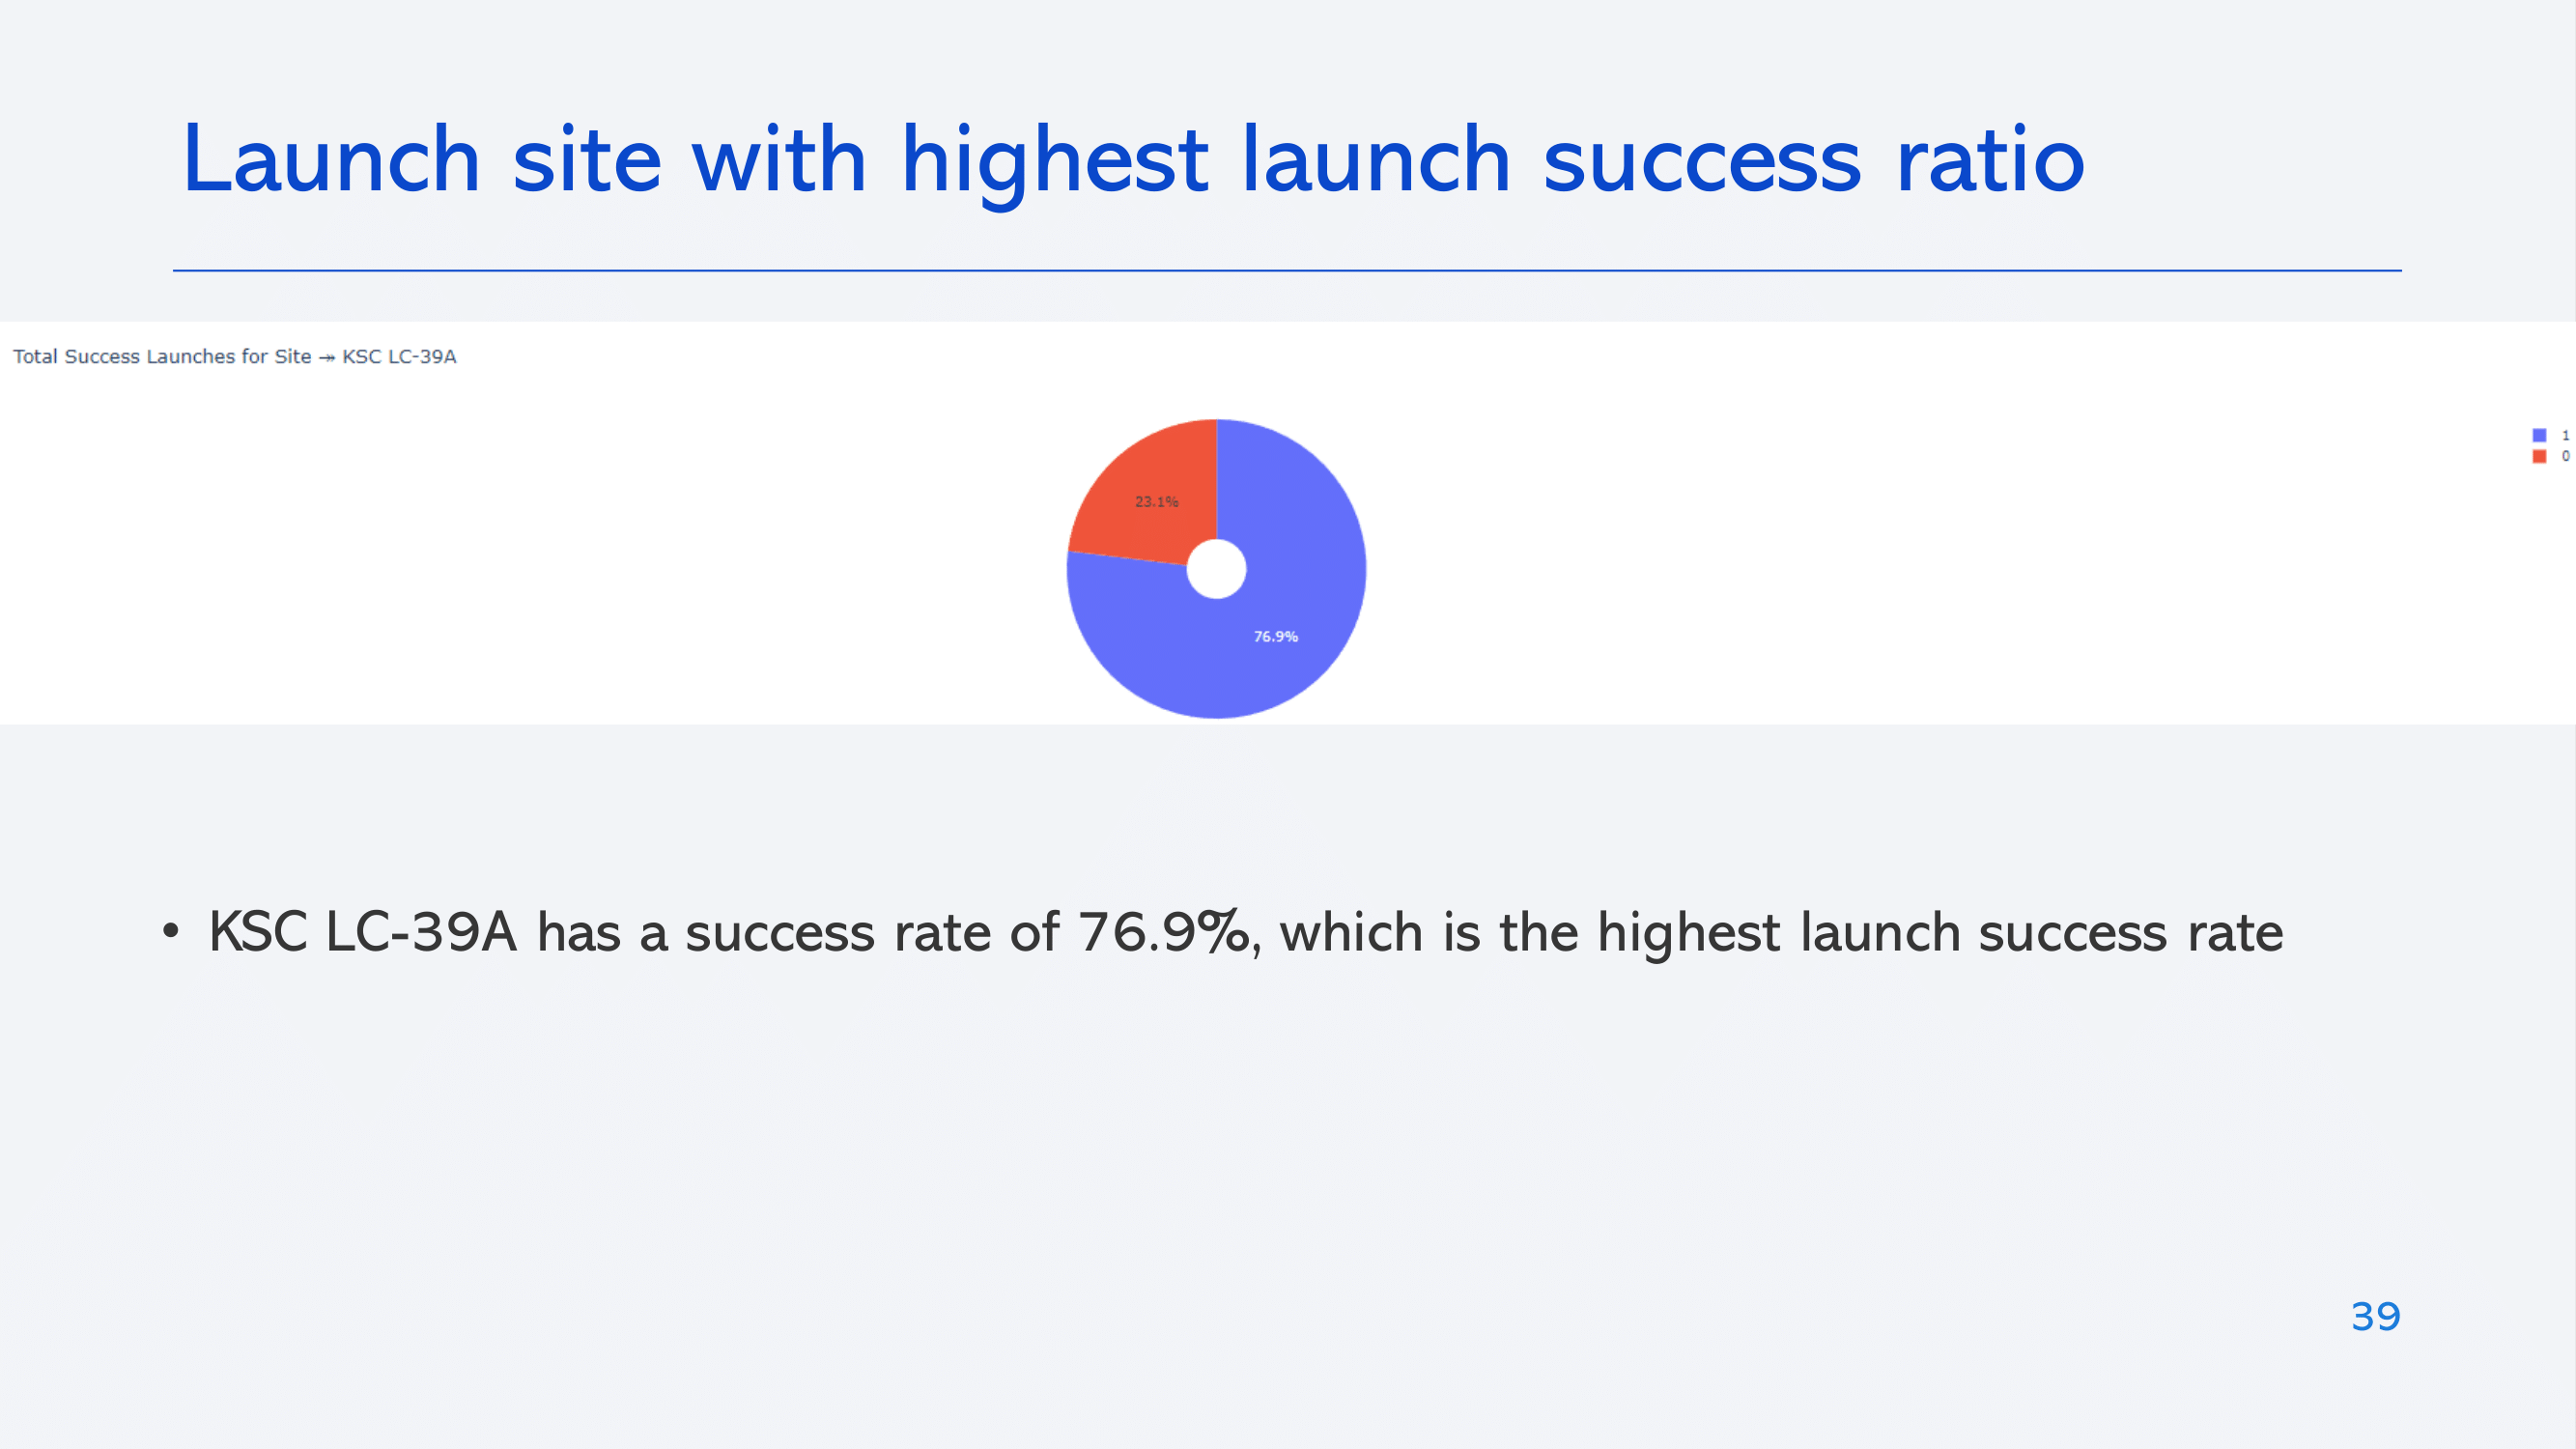 Launch site with highest launch success ratio
Total Success Launches for Site ↠ KSC LC-39A
1
0
23.1%
76.9%
• KSC LC-39A has a success rate of 76.9%, which is the highest launch success rate
39